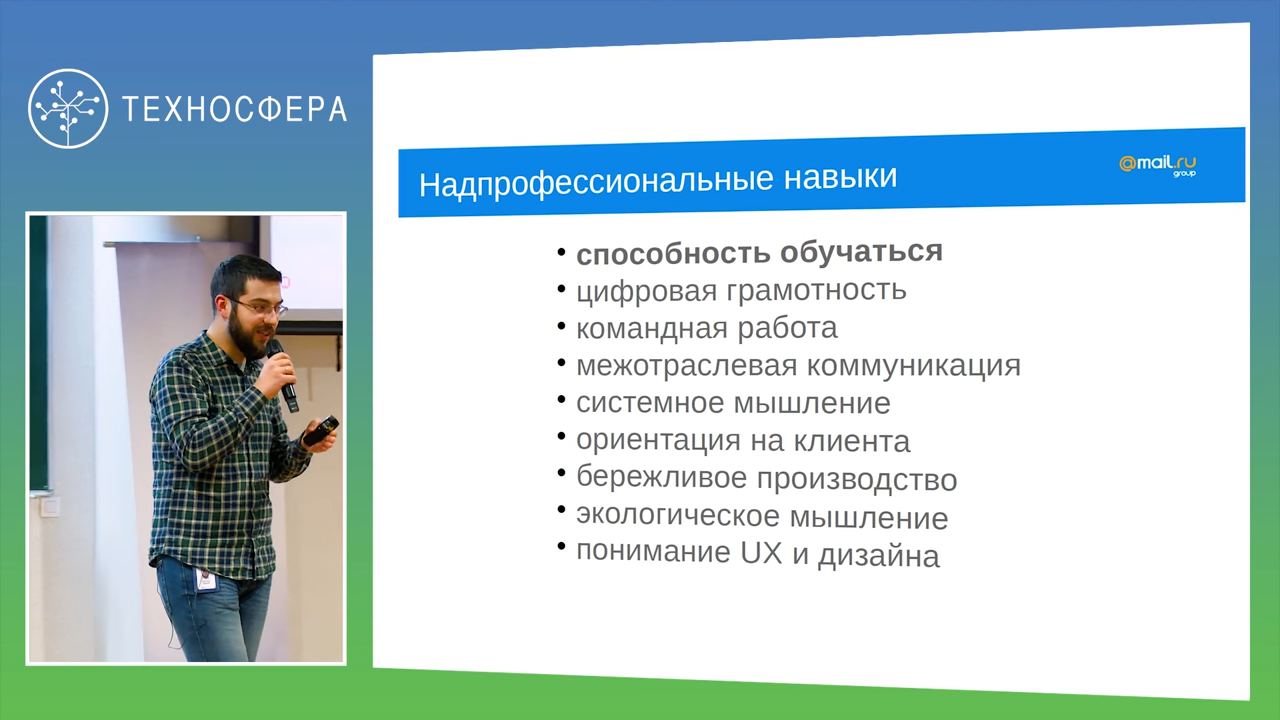 ТЕХНОСФЕРА
Надпрофессиональные навыки
@mail.ru
group
• способность обучаться
• цифровая грамотность
• командная работа
• межотраслевая коммуникация
• системное мышление
• ориентация на клиента
• бережливое производство
• экологическое мышление
• понимание UX и дизайна